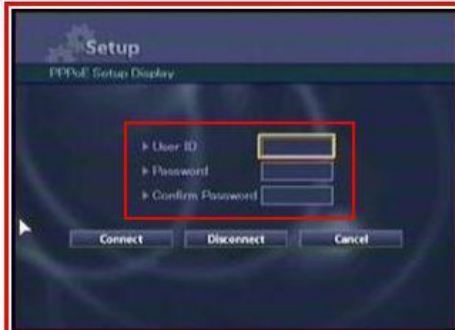 Setup
PPPoE Setup Display
User ID
Password
Confirm Password
Connect Disconnect Cancel